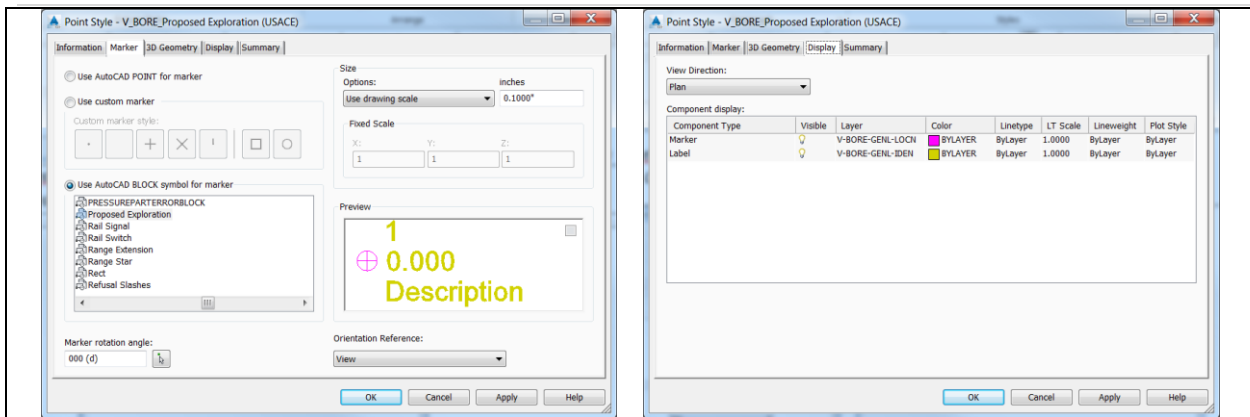 Point Style - V_BORE_Proposed Exploration (USACE)
Information Marker 3D Geometry Display Summary
Use AutoCAD POINT for marker
Use custom marker
Custom marker style:
Use AutoCAD BLOCK symbol for marker
PRESSUREPARTERRORBLOCK
Proposed Exploration
Rail Signal
Rail Switch
Range Extension
Range Star
Rect
Refusal Slashes
Marker rotation angle:
000 (d)
Size
Options: inches
Use drawing scale 0.1000"
Fixed Scale
X: Y: Z:
1 1 1
Preview
1
0.000
Description
Orientation Reference:
View
OK Cancel Apply Help
Point Style - V_BORE_Proposed Exploration (USACE)
Information Marker 3D Geometry Display Summary
View Direction:
Plan
Component display:
Component Type Visible Layer Color Linetype LT Scale Lineweight Plot Style
Marker V-BORE-GENL-LOCN BYLAYER ByLayer 1.0000 ByLayer ByLayer
Label V-BORE-GENL-IDEN BYLAYER ByLayer 1.0000 ByLayer ByLayer
OK Cancel Apply Help